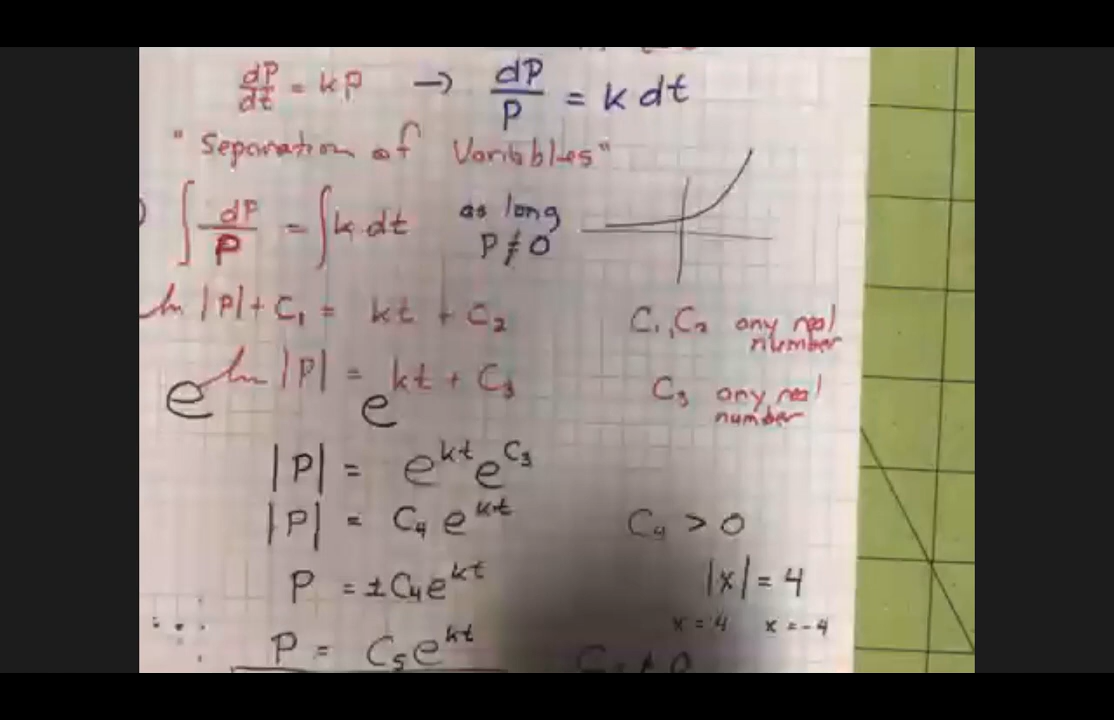 dP/dt = kP → dP/P = k dt
"Separation of Variables"
∫ dP/P = ∫ k dt as long P ≠ 0
ln |P| + C₁ = kt + C₂ C₁, C₂ any real number
e^(ln |P|) = e^(kt + C₃) C₃ any real number
|P| = e^(kt) e^(C₃)
|P| = C₄ e^(kt) C₄ > 0
P = ± C₄ e^(kt) |x| = 4
x = 4 x = -4
P = C₅ e^(kt)